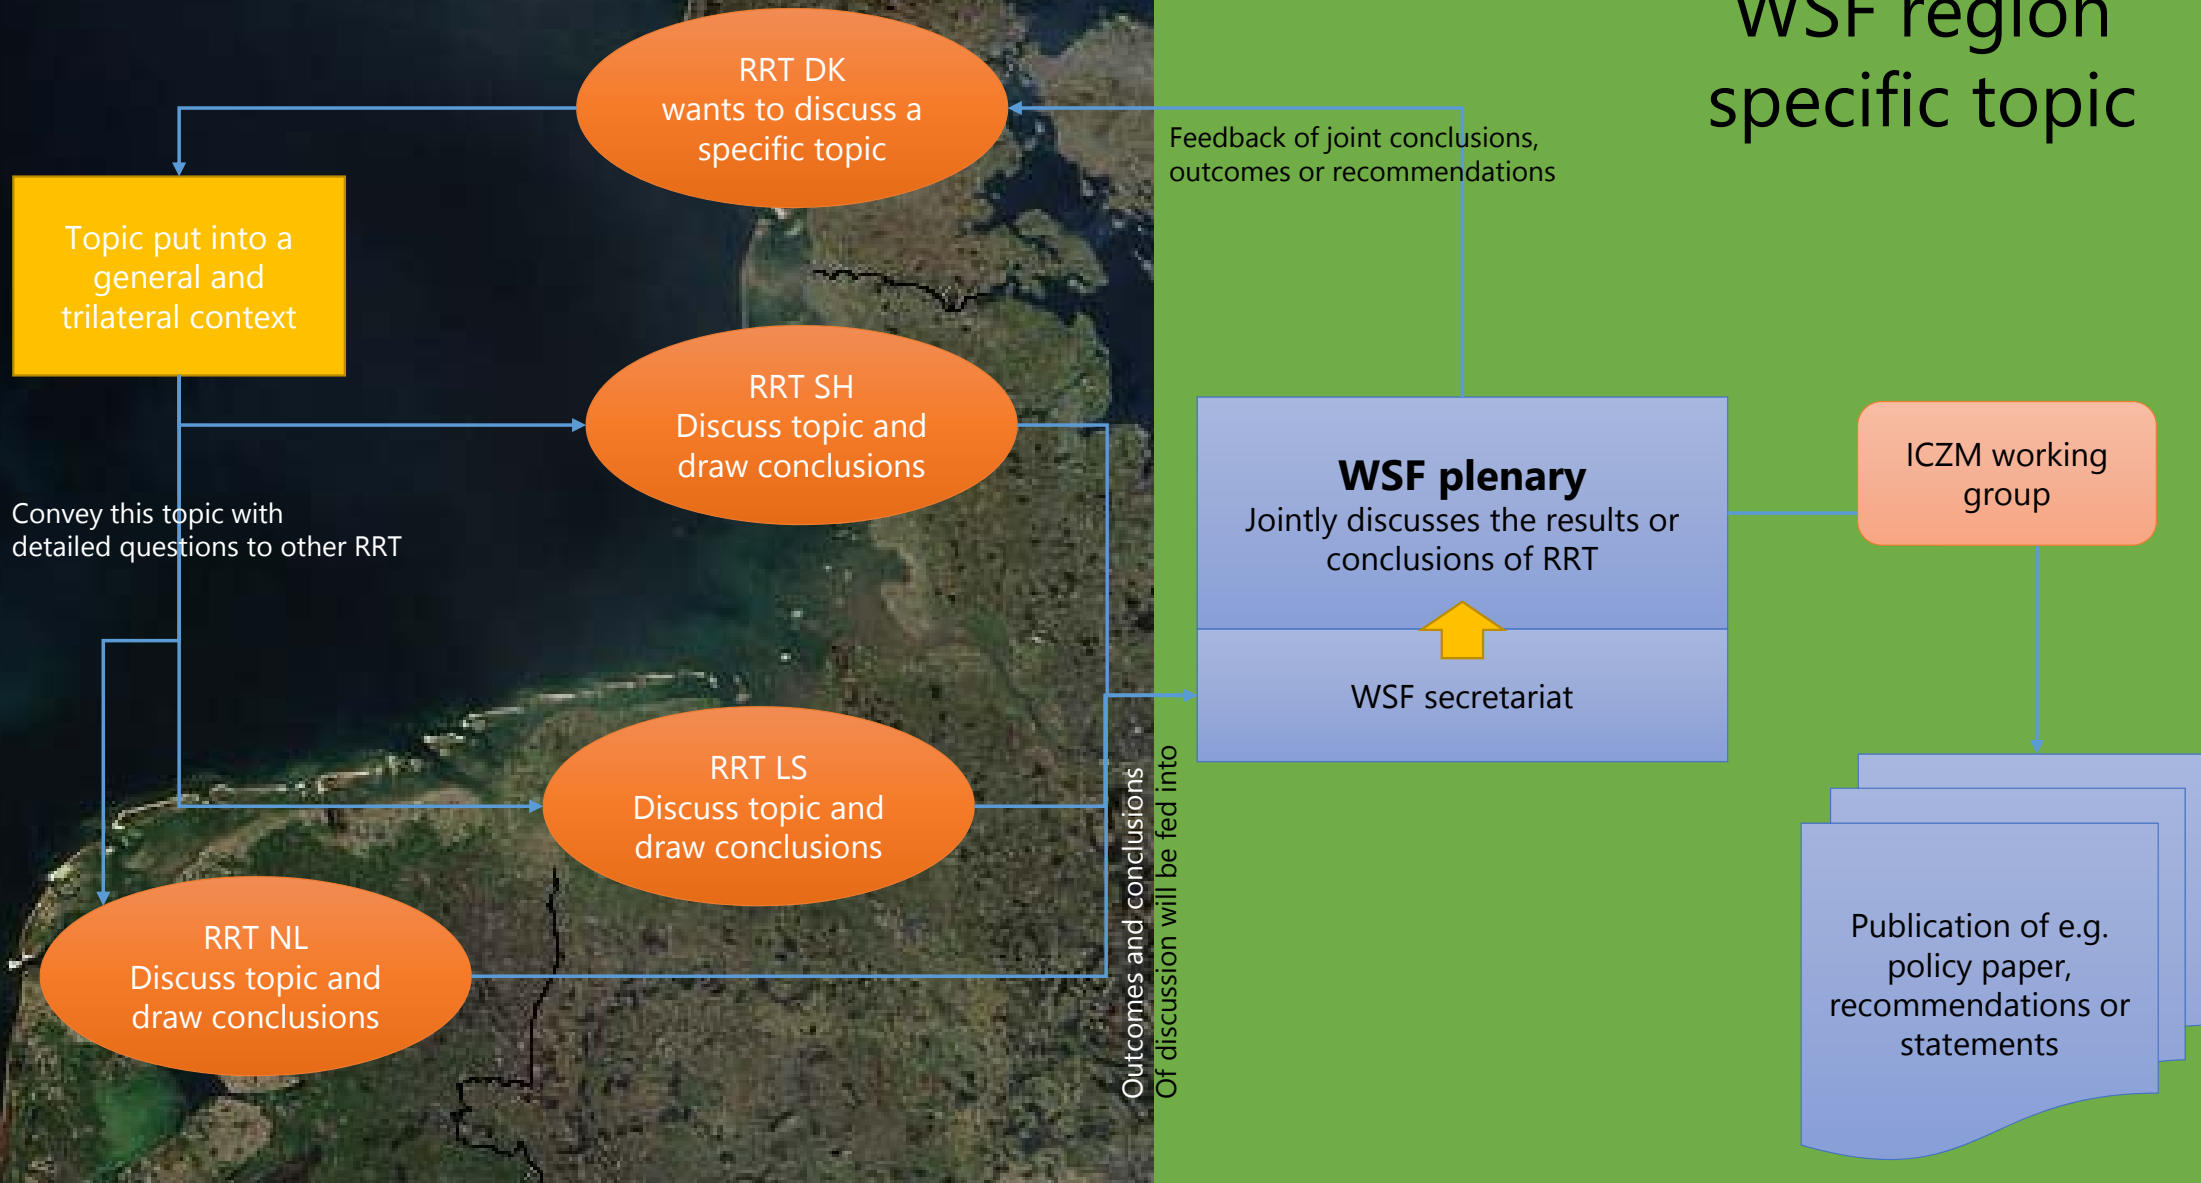 WSF region
specific topic
RRT DK
wants to discuss a
specific topic
Feedback of joint conclusions,
outcomes or recommendations
Topic put into a
general and
trilateral context
RRT SH
Discuss topic and
draw conclusions
Convey this topic with
detailed questions to other RRT
WSF plenary
Jointly discusses the results or
conclusions of RRT
WSF secretariat
ICZM working
group
RRT LS
Discuss topic and
draw conclusions
RRT NL
Discuss topic and
draw conclusions
Outcomes and conclusions
Of discussion will be fed into
Publication of e.g.
policy paper,
recommendations or
statements